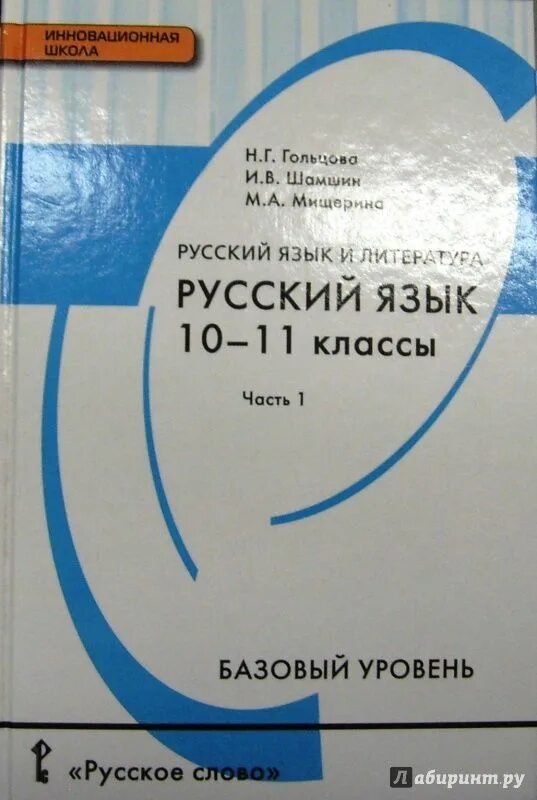 ИННОВАЦИОННАЯ
ШКОЛА
Н.Г. Гольцова
И.В. Шамшин
М.А. Мищерина
РУССКИЙ ЯЗЫК И ЛИТЕРАТУРА
РУССКИЙ ЯЗЫК
10–11 классы
Часть 1
БАЗОВЫЙ УРОВЕНЬ
«Русское слово»
Лабиринт.ру